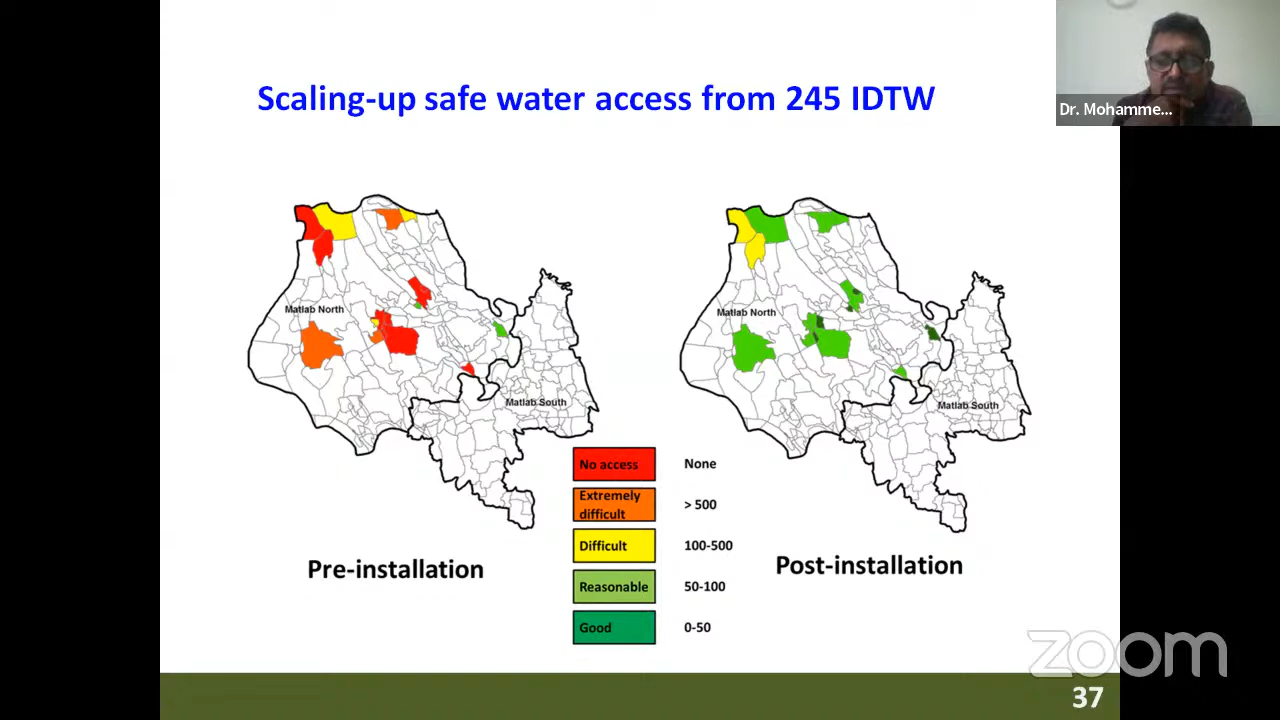 Scaling-up safe water access from 245 IDTW
Dr. Mohamme...
Matlab North
Matlab South
Matlab North
Matlab South
No access None
Extremely difficult > 500
Difficult 100-500
Reasonable 50-100
Good 0-50
Pre-installation
Post-installation
zoom
37